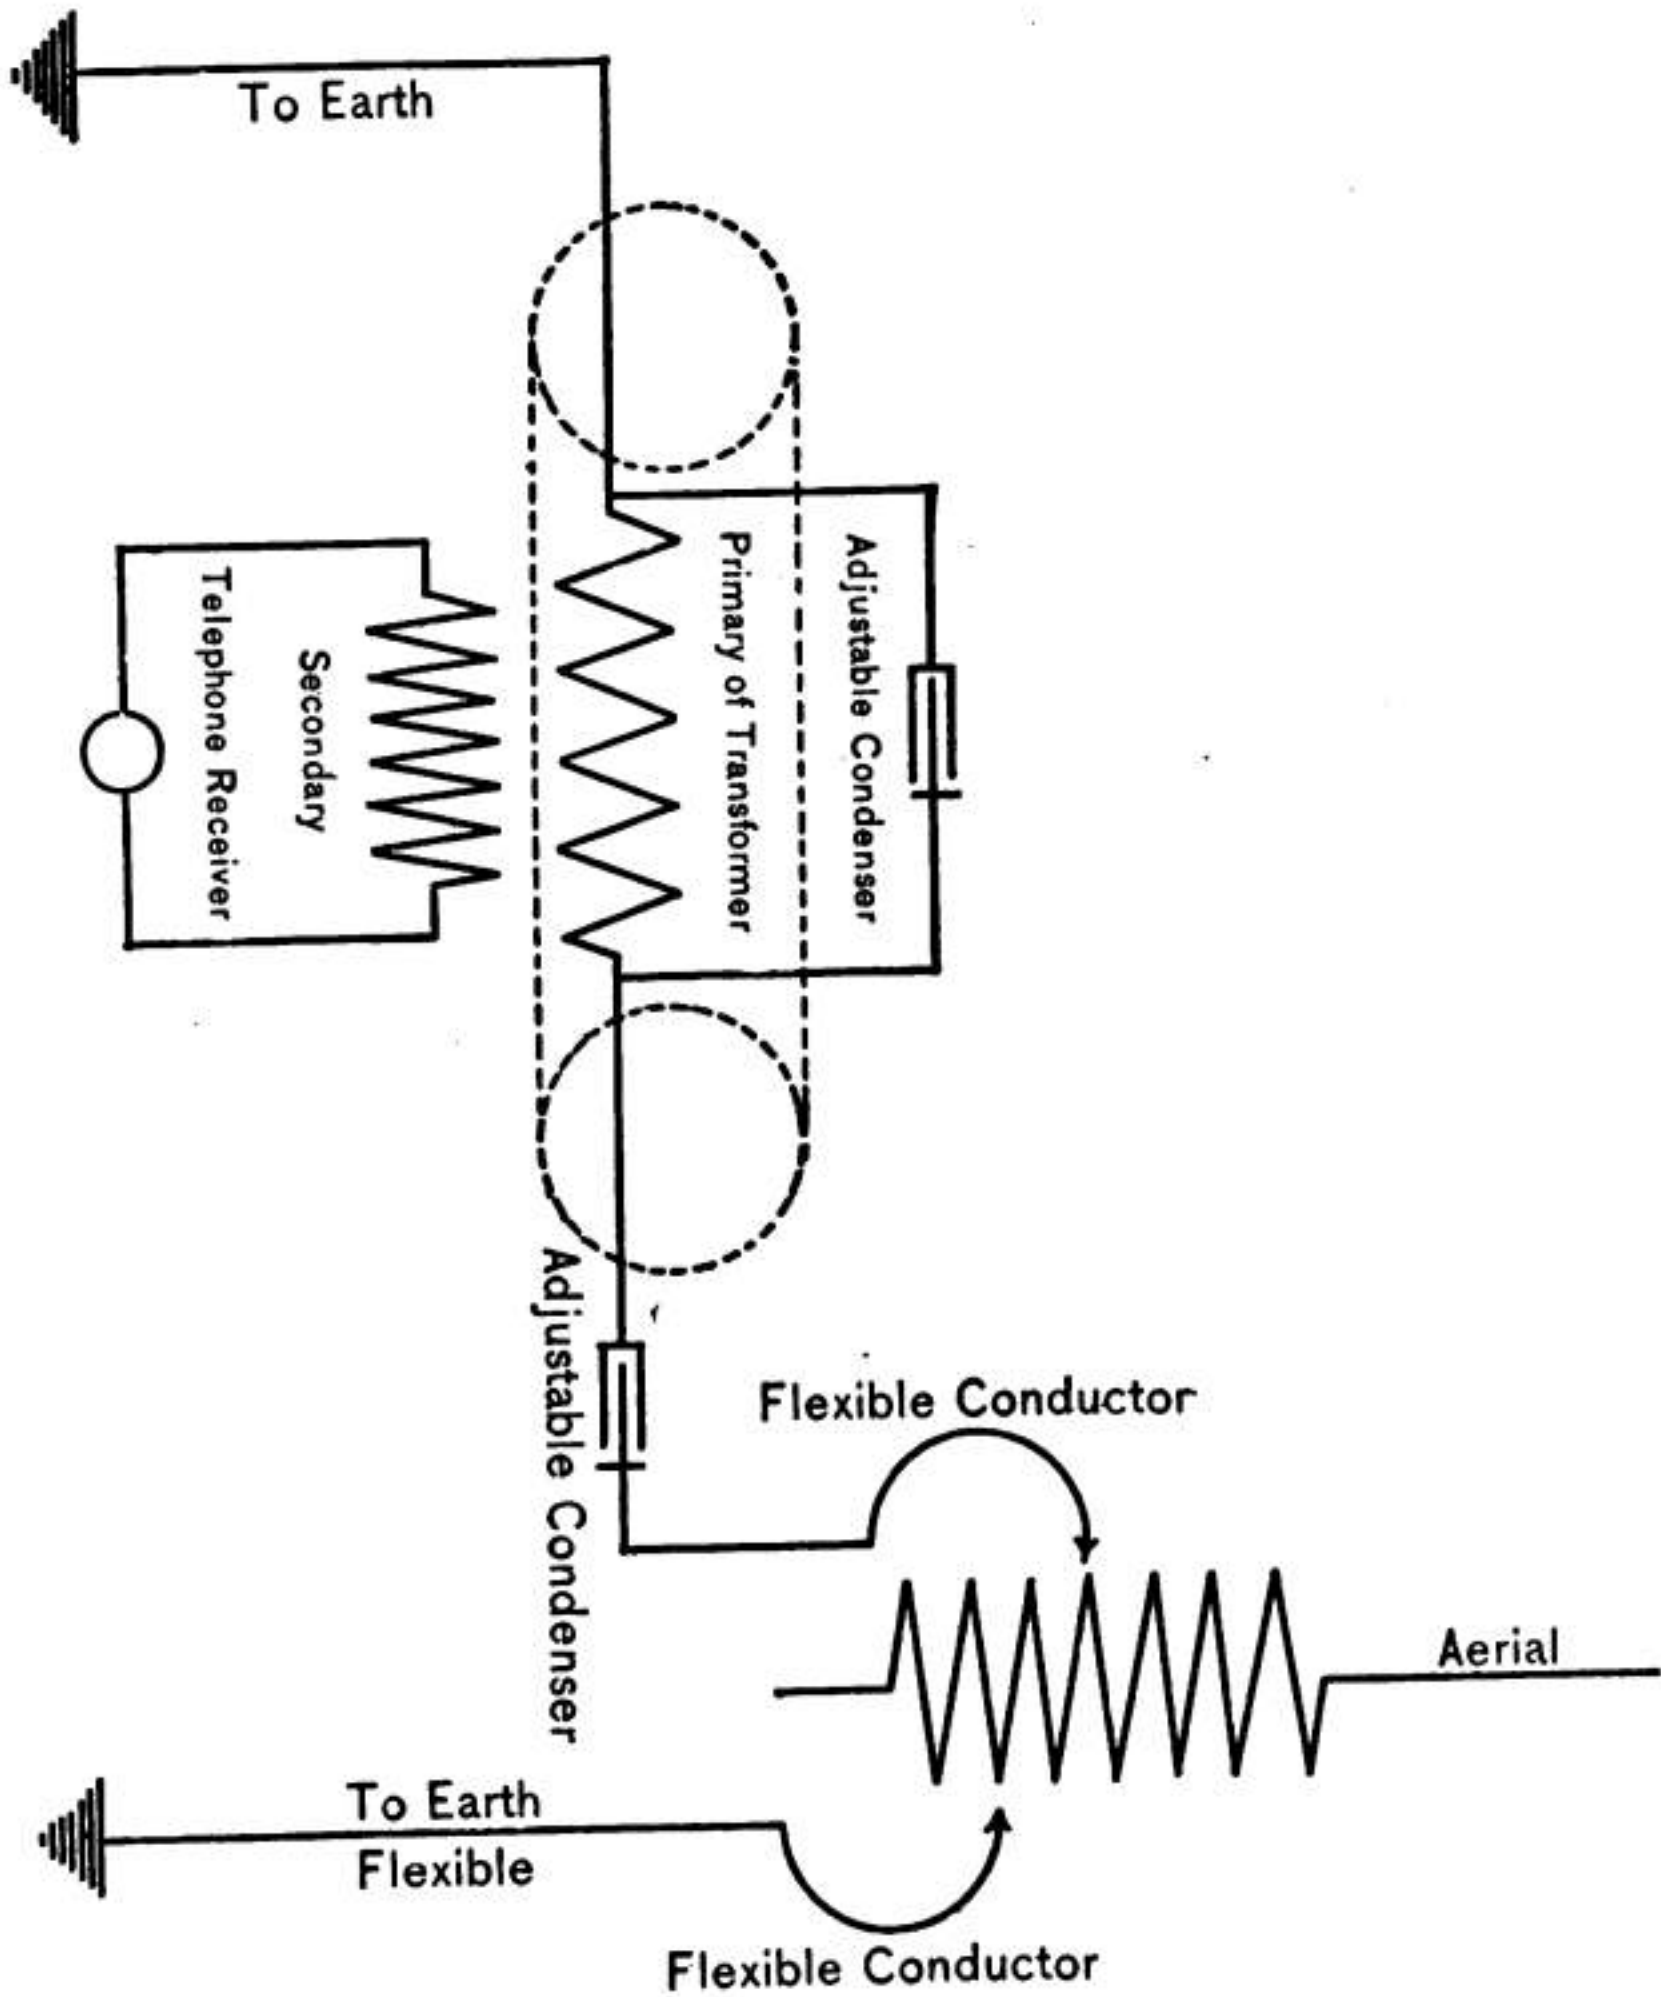 To Earth
Adjustable Condenser
Primary of Transformer
Secondary
Telephone Receiver
Adjustable Condenser
Flexible Conductor
Aerial
To Earth
Flexible
Flexible Conductor